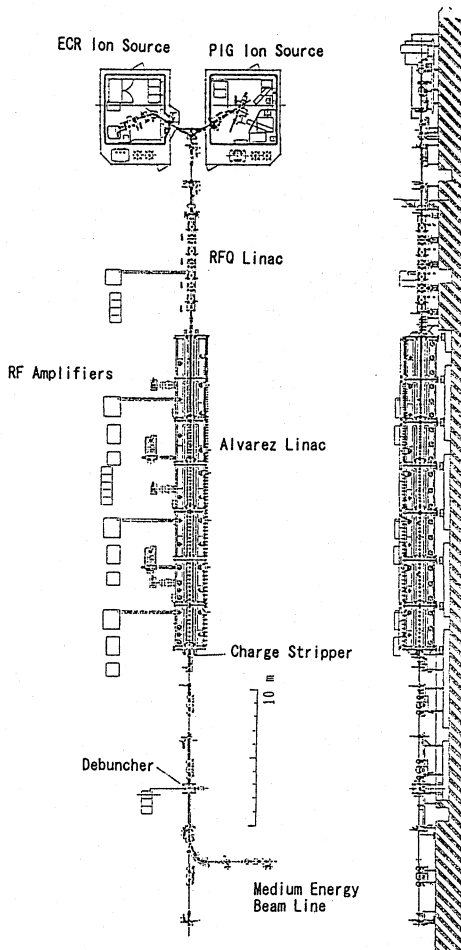 ECR Ion Source
PIG Ion Source
RFQ Linac
RF Amplifiers
Alvarez Linac
Charge Stripper
10 m
Debuncher
Medium Energy
Beam Line